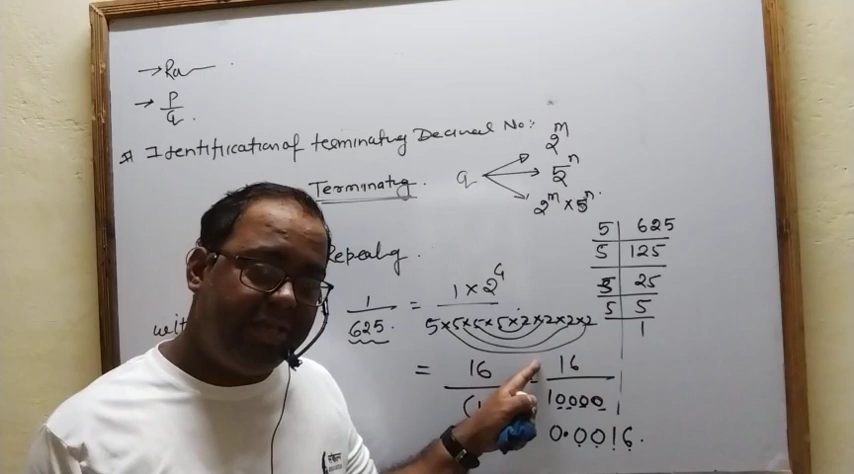 → Ra
→ P/q.
* Identification of terminating Decimal No:-
Terminatg. q → 2^m
5^n
2^m × 5^n.
Repeatg.
wit
1/625. = 1 × 2^4 / 5×5×5×5×2×2×2×2
= 16/(1 = 16/10000
0.0016.
5 | 625
5 | 125
5 | 25
5 | 5
1